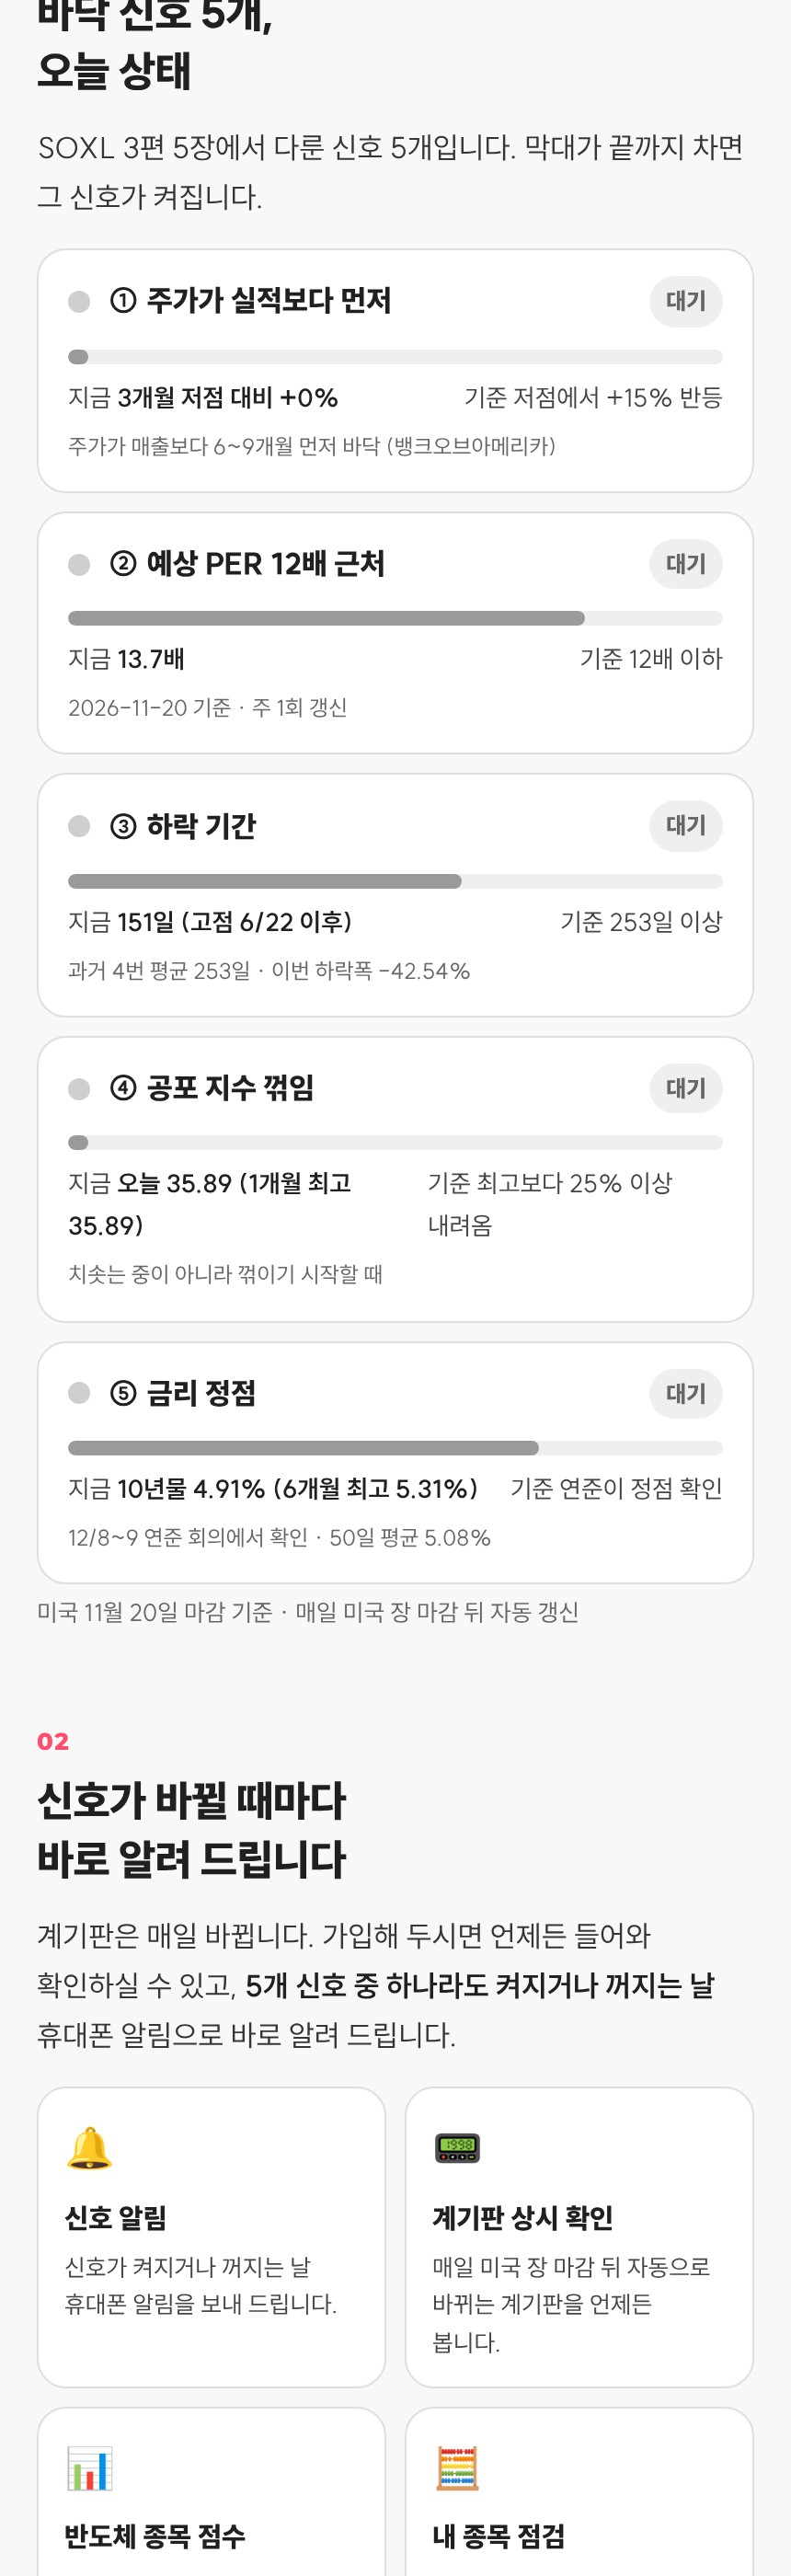 바닥 신호 5개,
오늘 상태
SOXL 3편 5장에서 다룬 신호 5개입니다. 막대가 끝까지 차면
그 신호가 켜집니다.
① 주가가 실적보다 먼저
대기
지금 3개월 저점 대비 +0%
기준 저점에서 +15% 반등
주가가 매출보다 6~9개월 먼저 바닥 (뱅크오브아메리카)
② 예상 PER 12배 근처
대기
지금 13.7배
기준 12배 이하
2026-11-20 기준 · 주 1회 갱신
③ 하락 기간
대기
지금 151일 (고점 6/22 이후)
기준 253일 이상
과거 4번 평균 253일 · 이번 하락폭 -42.54%
④ 공포 지수 꺾임
대기
지금 오늘 35.89 (1개월 최고
35.89)
기준 최고보다 25% 이상
내려옴
치솟는 중이 아니라 꺾이기 시작할 때
⑤ 금리 정점
대기
지금 10년물 4.91% (6개월 최고 5.31%)
기준 연준이 정점 확인
12/8~9 연준 회의에서 확인 · 50일 평균 5.08%
미국 11월 20일 마감 기준 · 매일 미국 장 마감 뒤 자동 갱신
02
신호가 바뀔 때마다
바로 알려 드립니다
계기판은 매일 바뀝니다. 가입해 두시면 언제든 들어와
확인하실 수 있고, 5개 신호 중 하나라도 켜지거나 꺼지는 날
휴대폰 알림으로 바로 알려 드립니다.
신호 알림
신호가 켜지거나 꺼지는 날
휴대폰 알림을 보내 드립니다.
계기판 상시 확인
매일 미국 장 마감 뒤 자동으로
바뀌는 계기판을 언제든
봅니다.
반도체 종목 점수
내 종목 점검